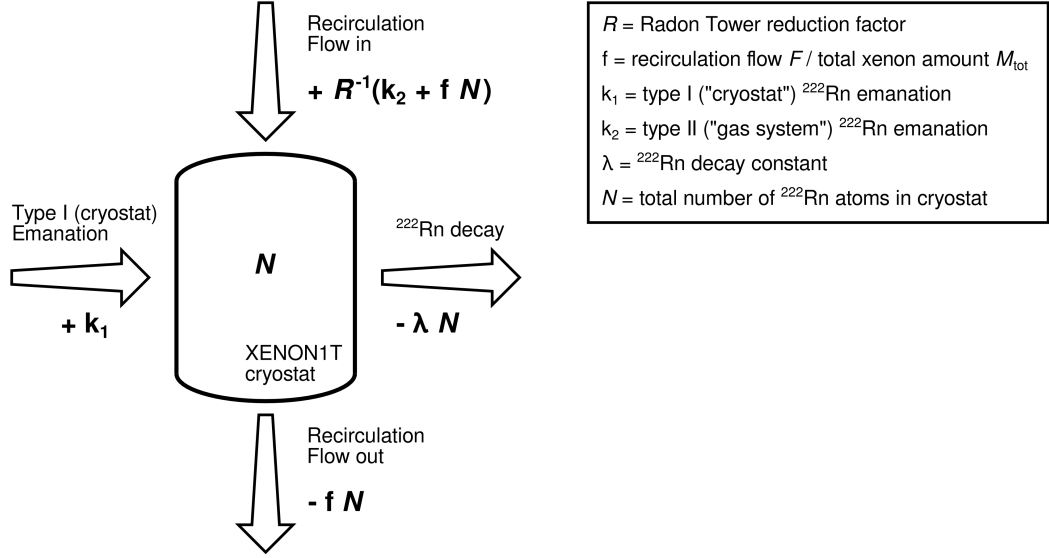 Recirculation
Flow in
+ R⁻¹(k₂ + f N)
Type I (cryostat)
Emanation
+ k₁
N
XENON1T
cryostat
²²²Rn decay
- λ N
Recirculation
Flow out
- f N
R = Radon Tower reduction factor
f = recirculation flow F / total xenon amount Mₜₒₜ
k₁ = type I ("cryostat") ²²²Rn emanation
k₂ = type II ("gas system") ²²²Rn emanation
λ = ²²²Rn decay constant
N = total number of ²²²Rn atoms in cryostat